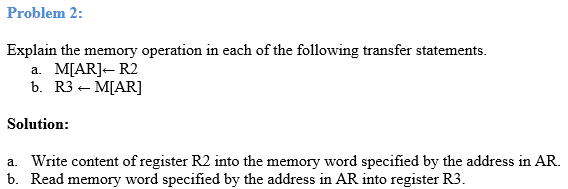 Problem 2:
Explain the memory operation in each of the following transfer statements.
a. M[AR]← R2
b. R3 ← M[AR]
Solution:
a. Write content of register R2 into the memory word specified by the address in AR.
b. Read memory word specified by the address in AR into register R3.